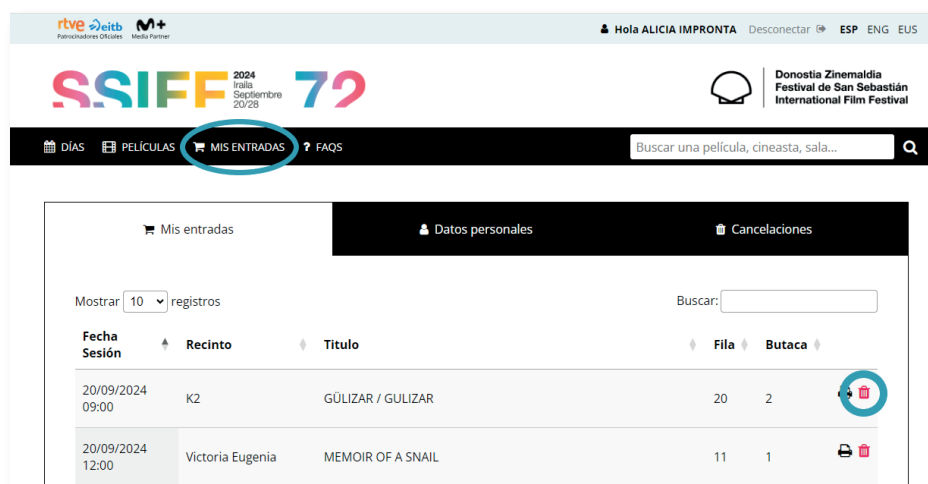 rtve eitb M+
Patrocinadores Oficiales Media Partner
Hola ALICIA IMPRONTA Desconectar ESP ENG EUS
SSIFF 2024 Iraila Septiembre 20/28 72
Donostia Zinemaldia
Festival de San Sebastián
International Film Festival
DÍAS PELÍCULAS MIS ENTRADAS ? FAQS Buscar una película, cineasta, sala...
Mis entradas Datos personales Cancelaciones
Mostrar 10 registros Buscar:
Fecha Sesión Recinto Titulo Fila Butaca
20/09/2024 09:00 K2 GÜLIZAR / GULIZAR 20 2
20/09/2024 12:00 Victoria Eugenia MEMOIR OF A SNAIL 11 1